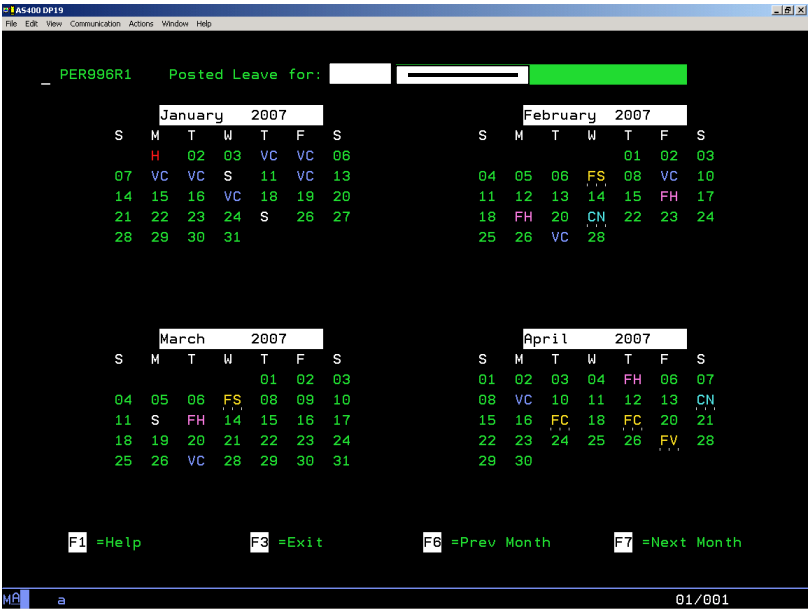 AS400 DP19
File Edit View Communication Actions Window Help
_ PER996R1 Posted Leave for:
January 2007 February 2007
S M T W T F S S M T W T F S
H 02 03 VC VC 06 01 02 03
07 VC VC S 11 VC 13 04 05 06 FS 08 VC 10
14 15 16 VC 18 19 20 11 12 13 14 15 FH 17
21 22 23 24 S 26 27 18 FH 20 CN 22 23 24
28 29 30 31 25 26 VC 28
March 2007 April 2007
S M T W T F S S M T W T F S
01 02 03 01 02 03 04 FH 06 07
04 05 06 FS 08 09 10 08 VC 10 11 12 13 CN
11 S FH 14 15 16 17 15 16 FC 18 FC 20 21
18 19 20 21 22 23 24 22 23 24 25 26 FV 28
25 26 VC 28 29 30 31 29 30
F1 =Help F3 =Exit F6 =Prev Month F7 =Next Month
MA a 01/001